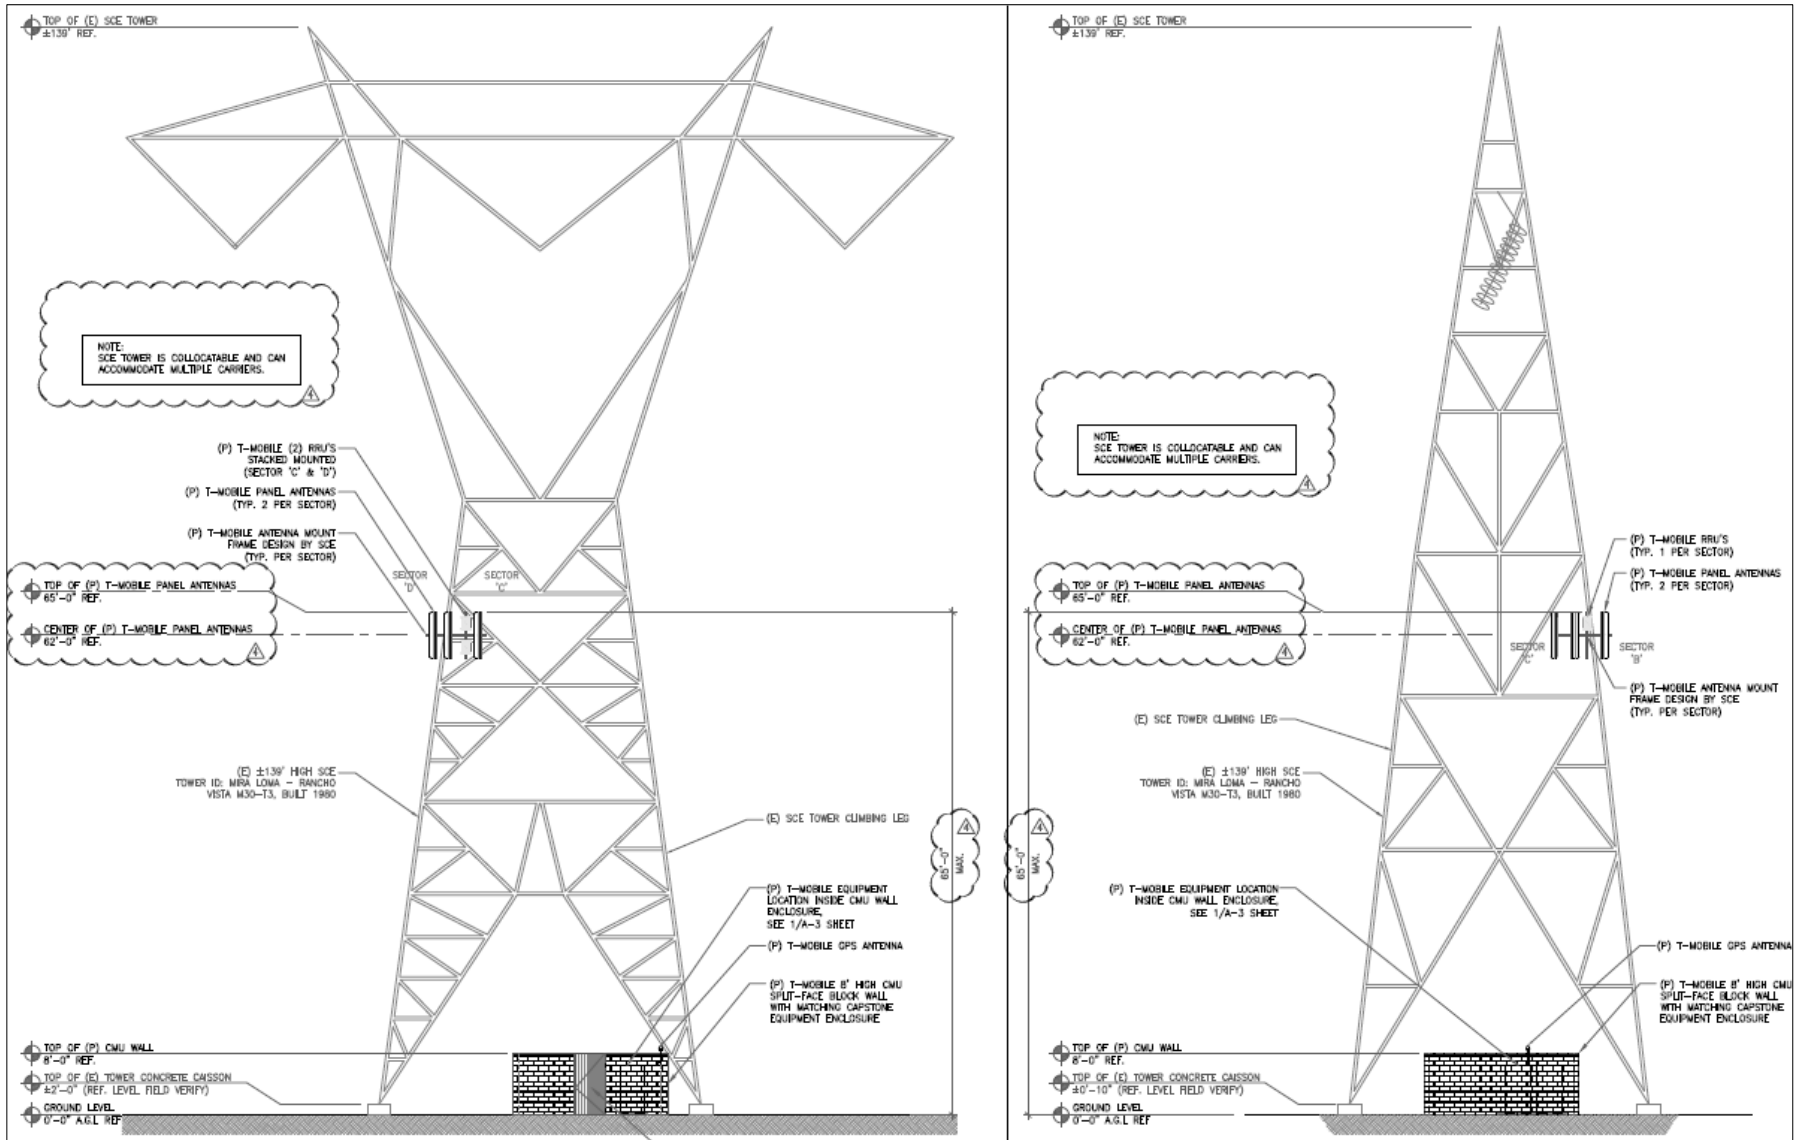 TOP OF (E) SCE TOWER
±139' REF.
NOTE:
SCE TOWER IS COLLOCATABLE AND CAN
ACCOMMODATE MULTIPLE CARRIERS.
4
(P) T-MOBILE (2) RRU'S
STACKED MOUNTED
(SECTOR 'C' & 'D')
(P) T-MOBILE PANEL ANTENNAS
(TYP. 2 PER SECTOR)
(P) T-MOBILE ANTENNA MOUNT
FRAME DESIGN BY SCE
(TYP. PER SECTOR)
SECTOR
'D'
SECTOR
'C'
TOP OF (P) T-MOBILE PANEL ANTENNAS
65'-0" REF.
CENTER OF (P) T-MOBILE PANEL ANTENNAS
62'-0" REF.
4
(E) ±139' HIGH SCE
TOWER ID: MIRA LOMA - RANCHO
VISTA M30-T3, BUILT 1980
(E) SCE TOWER CLIMBING LEG
4
65'-0"
MAX.
(P) T-MOBILE EQUIPMENT
LOCATION INSIDE CMU WALL
ENCLOSURE,
SEE 1/A-3 SHEET
(P) T-MOBILE GPS ANTENNA
(P) T-MOBILE 8' HIGH CMU
SPLIT-FACE BLOCK WALL
WITH MATCHING CAPSTONE
EQUIPMENT ENCLOSURE
TOP OF (P) CMU WALL
8'-0" REF.
TOP OF (E) TOWER CONCRETE CAISSON
±2'-0" (REF. LEVEL FIELD VERIFY)
GROUND LEVEL
0'-0" A.G.L REF
TOP OF (E) SCE TOWER
±139' REF.
NOTE:
SCE TOWER IS COLLOCATABLE AND CAN
ACCOMMODATE MULTIPLE CARRIERS.
4
(P) T-MOBILE RRU'S
(TYP. 1 PER SECTOR)
(P) T-MOBILE PANEL ANTENNAS
(TYP. 2 PER SECTOR)
TOP OF (P) T-MOBILE PANEL ANTENNAS
65'-0" REF.
CENTER OF (P) T-MOBILE PANEL ANTENNAS
62'-0" REF.
4
SECTOR
'C'
SECTOR
'B'
(P) T-MOBILE ANTENNA MOUNT
FRAME DESIGN BY SCE
(TYP. PER SECTOR)
(E) SCE TOWER CLIMBING LEG
(E) ±139' HIGH SCE
TOWER ID: MIRA LOMA - RANCHO
VISTA M30-T3, BUILT 1980
4
65'-0"
MAX.
(P) T-MOBILE EQUIPMENT LOCATION
INSIDE CMU WALL ENCLOSURE,
SEE 1/A-3 SHEET
(P) T-MOBILE GPS ANTENNA
(P) T-MOBILE 8' HIGH CMU
SPLIT-FACE BLOCK WALL
WITH MATCHING CAPSTONE
EQUIPMENT ENCLOSURE
TOP OF (P) CMU WALL
8'-0" REF.
TOP OF (E) TOWER CONCRETE CAISSON
±0'-10" (REF. LEVEL FIELD VERIFY)
GROUND LEVEL
0'-0" A.G.L REF